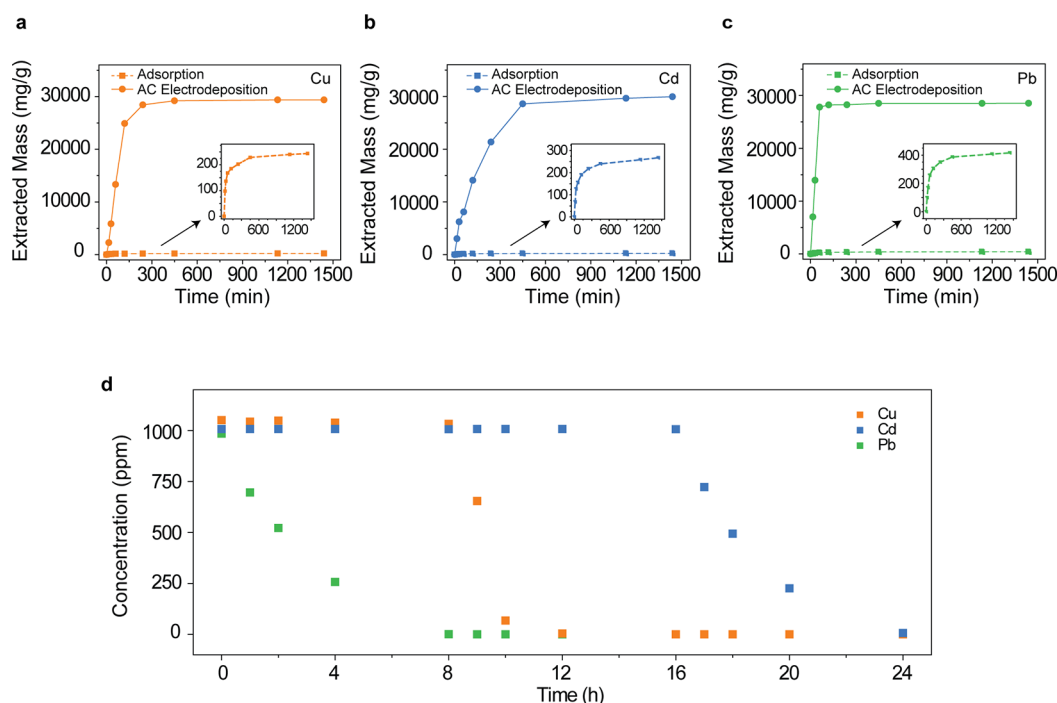 a
Adsorption
AC Electrodeposition
Cu
Extracted Mass (mg/g)
30000
20000
10000
0
200
100
0
0 600 1200
0 300 600 900 1200 1500
Time (min)
b
Adsorption
AC Electrodeposition
Cd
Extracted Mass (mg/g)
30000
20000
10000
0
300
200
100
0
0 600 1200
0 300 600 900 1200 1500
Time (min)
c
Adsorption
AC Electrodeposition
Pb
Extracted Mass (mg/g)
30000
20000
10000
0
400
200
0
0 600 1200
0 300 600 900 1200 1500
Time (min)
d
Cu
Cd
Pb
Concentration (ppm)
1000
750
500
250
0
0 4 8 12 16 20 24
Time (h)